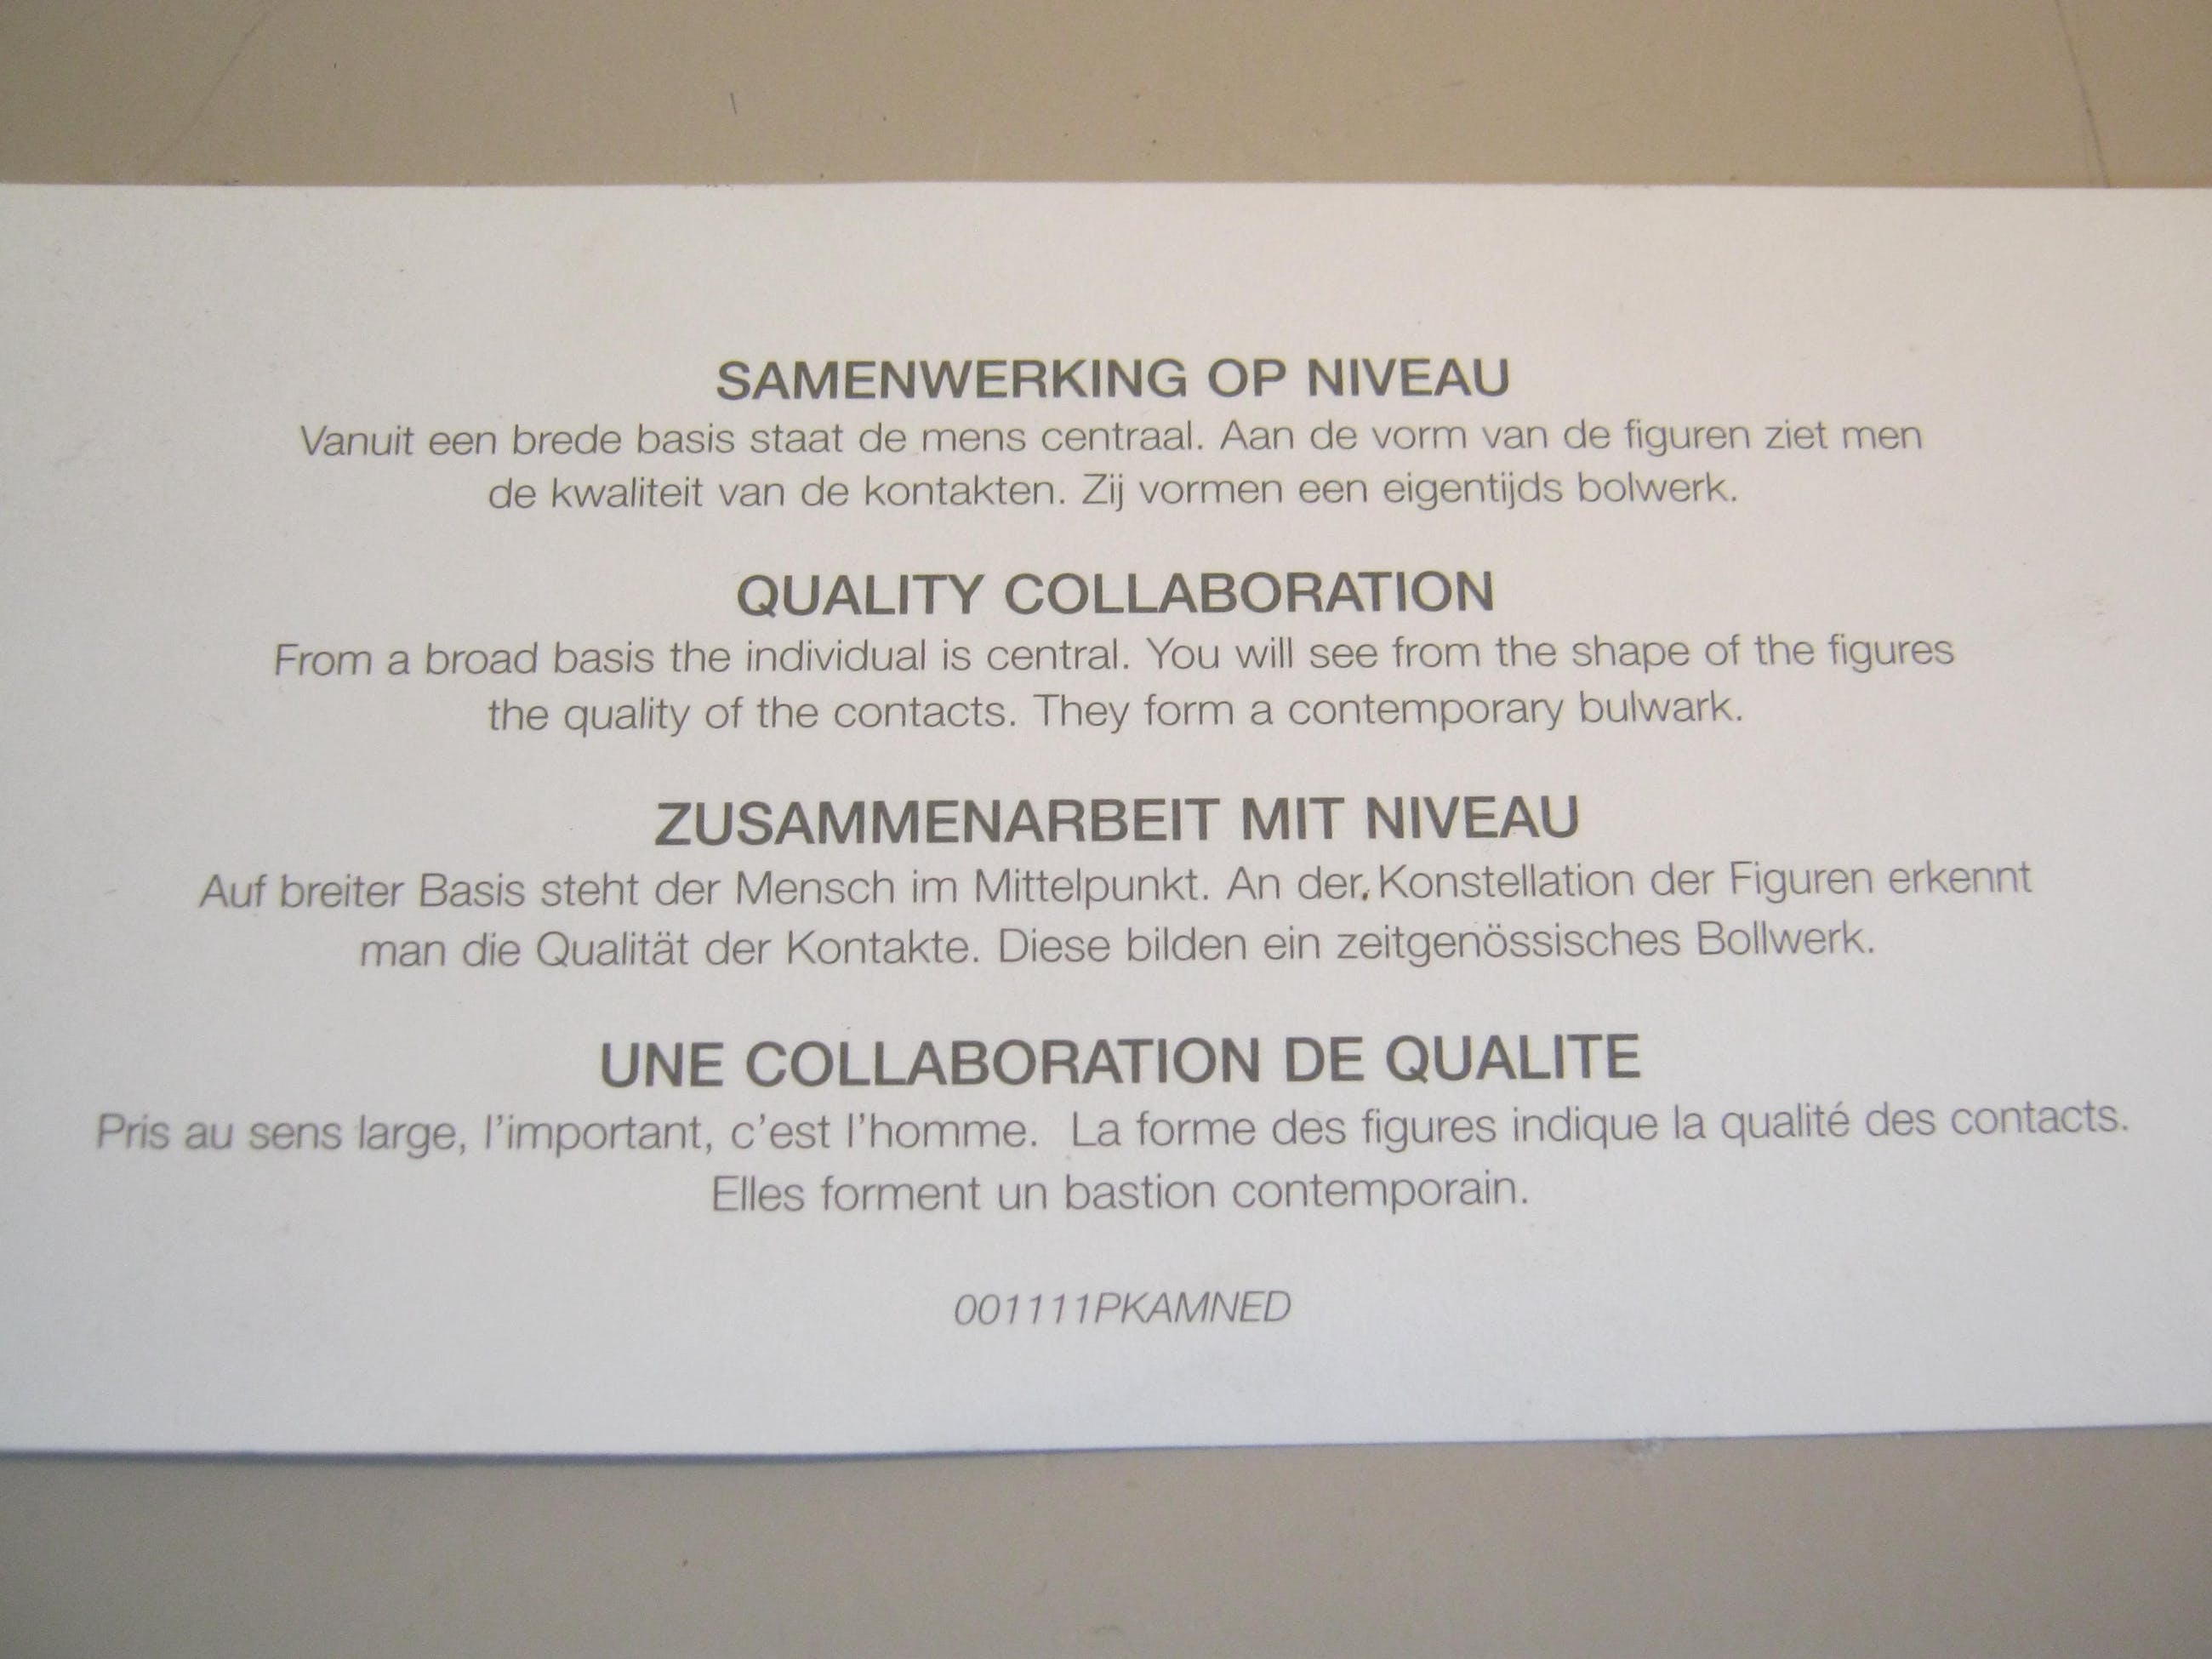 SAMENWERKING OP NIVEAU
Vanuit een brede basis staat de mens centraal. Aan de vorm van de figuren ziet men
de kwaliteit van de kontakten. Zij vormen een eigentijds bolwerk.
QUALITY COLLABORATION
From a broad basis the individual is central. You will see from the shape of the figures
the quality of the contacts. They form a contemporary bulwark.
ZUSAMMENARBEIT MIT NIVEAU
Auf breiter Basis steht der Mensch im Mittelpunkt. An der Konstellation der Figuren erkennt
man die Qualität der Kontakte. Diese bilden ein zeitgenössisches Bollwerk.
UNE COLLABORATION DE QUALITE
Pris au sens large, l'important, c'est l'homme. La forme des figures indique la qualité des contacts.
Elles forment un bastion contemporain.
001111PKAMNED